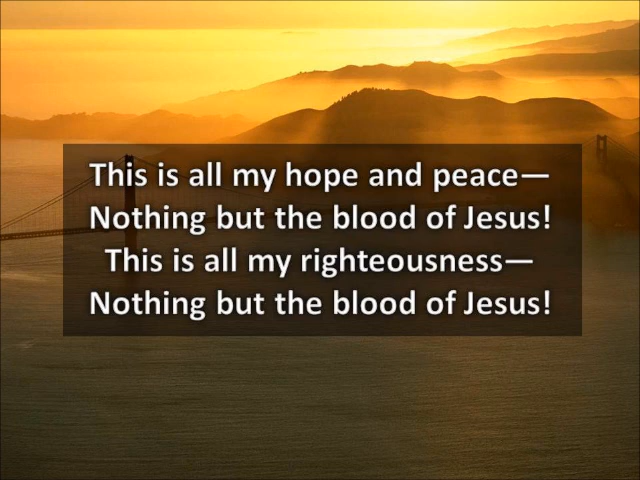 This is all my hope and peace—
Nothing but the blood of Jesus!
This is all my righteousness—
Nothing but the blood of Jesus!